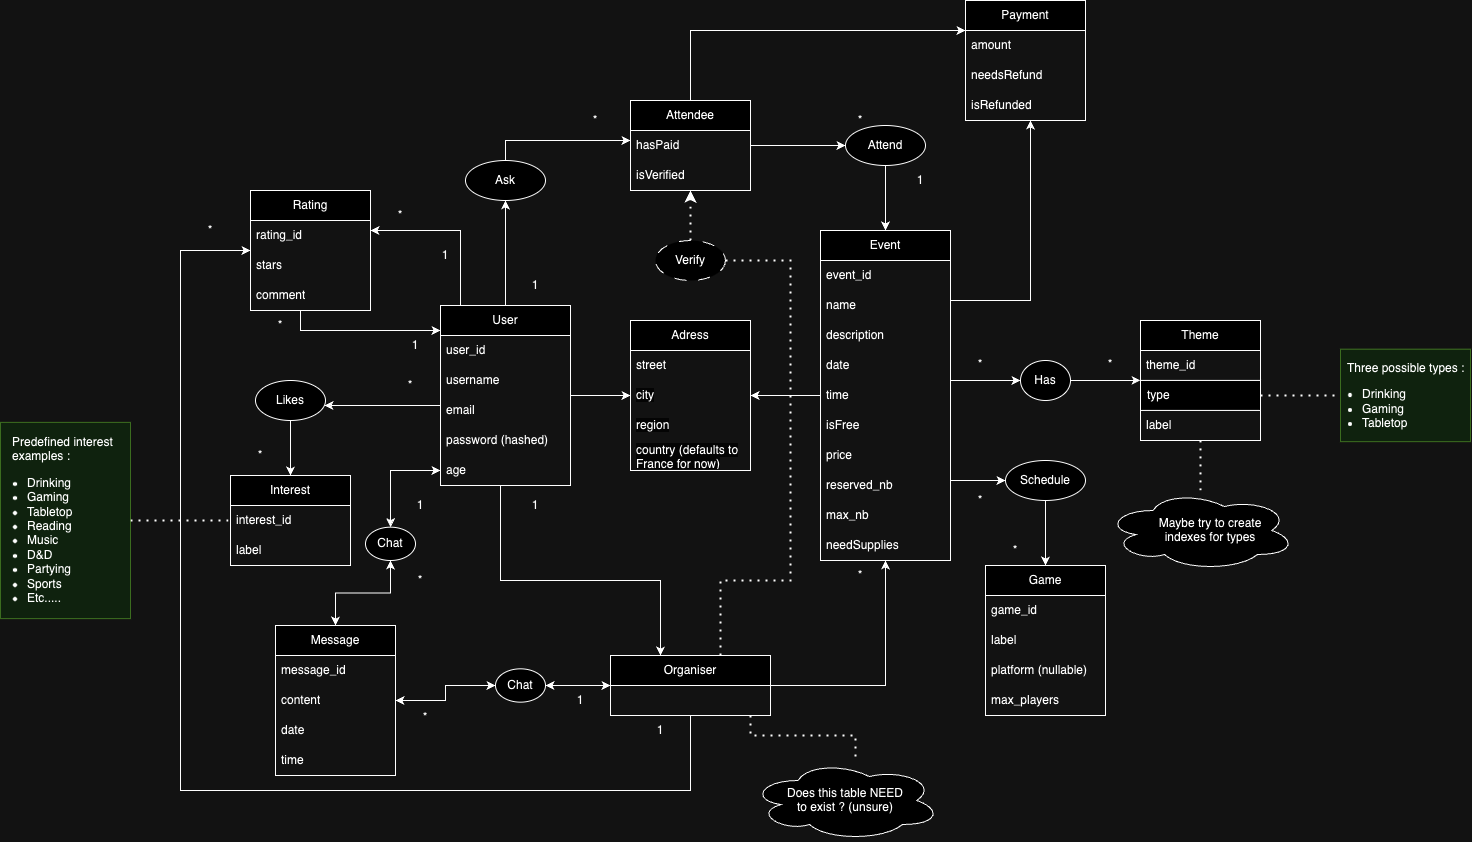 Payment
amount
needsRefund
isRefunded
Attendee
hasPaid
isVerified
*
*
Attend
1
Ask
Verify
Rating
rating_id
stars
comment
*
*
1
1
*
1
User
user_id
username
email
password (hashed)
age
Adress
street
city
region
country (defaults to
France for now)
Event
event_id
name
description
date
time
isFree
price
reserved_nb
max_nb
needSupplies
*
Has
*
Theme
theme_id
type
label
Three possible types :
• Drinking
• Gaming
• Tabletop
Maybe try to create
indexes for types
Schedule
*
*
Game
game_id
label
platform (nullable)
max_players
*
Likes
*
Interest
interest_id
label
Predefined interest
examples :
• Drinking
• Gaming
• Tabletop
• Reading
• Music
• D&D
• Partying
• Sports
• Etc.....
1
1
Chat
*
Message
message_id
content
date
time
Chat
*
1
Organiser
*
1
Does this table NEED
to exist ? (unsure)